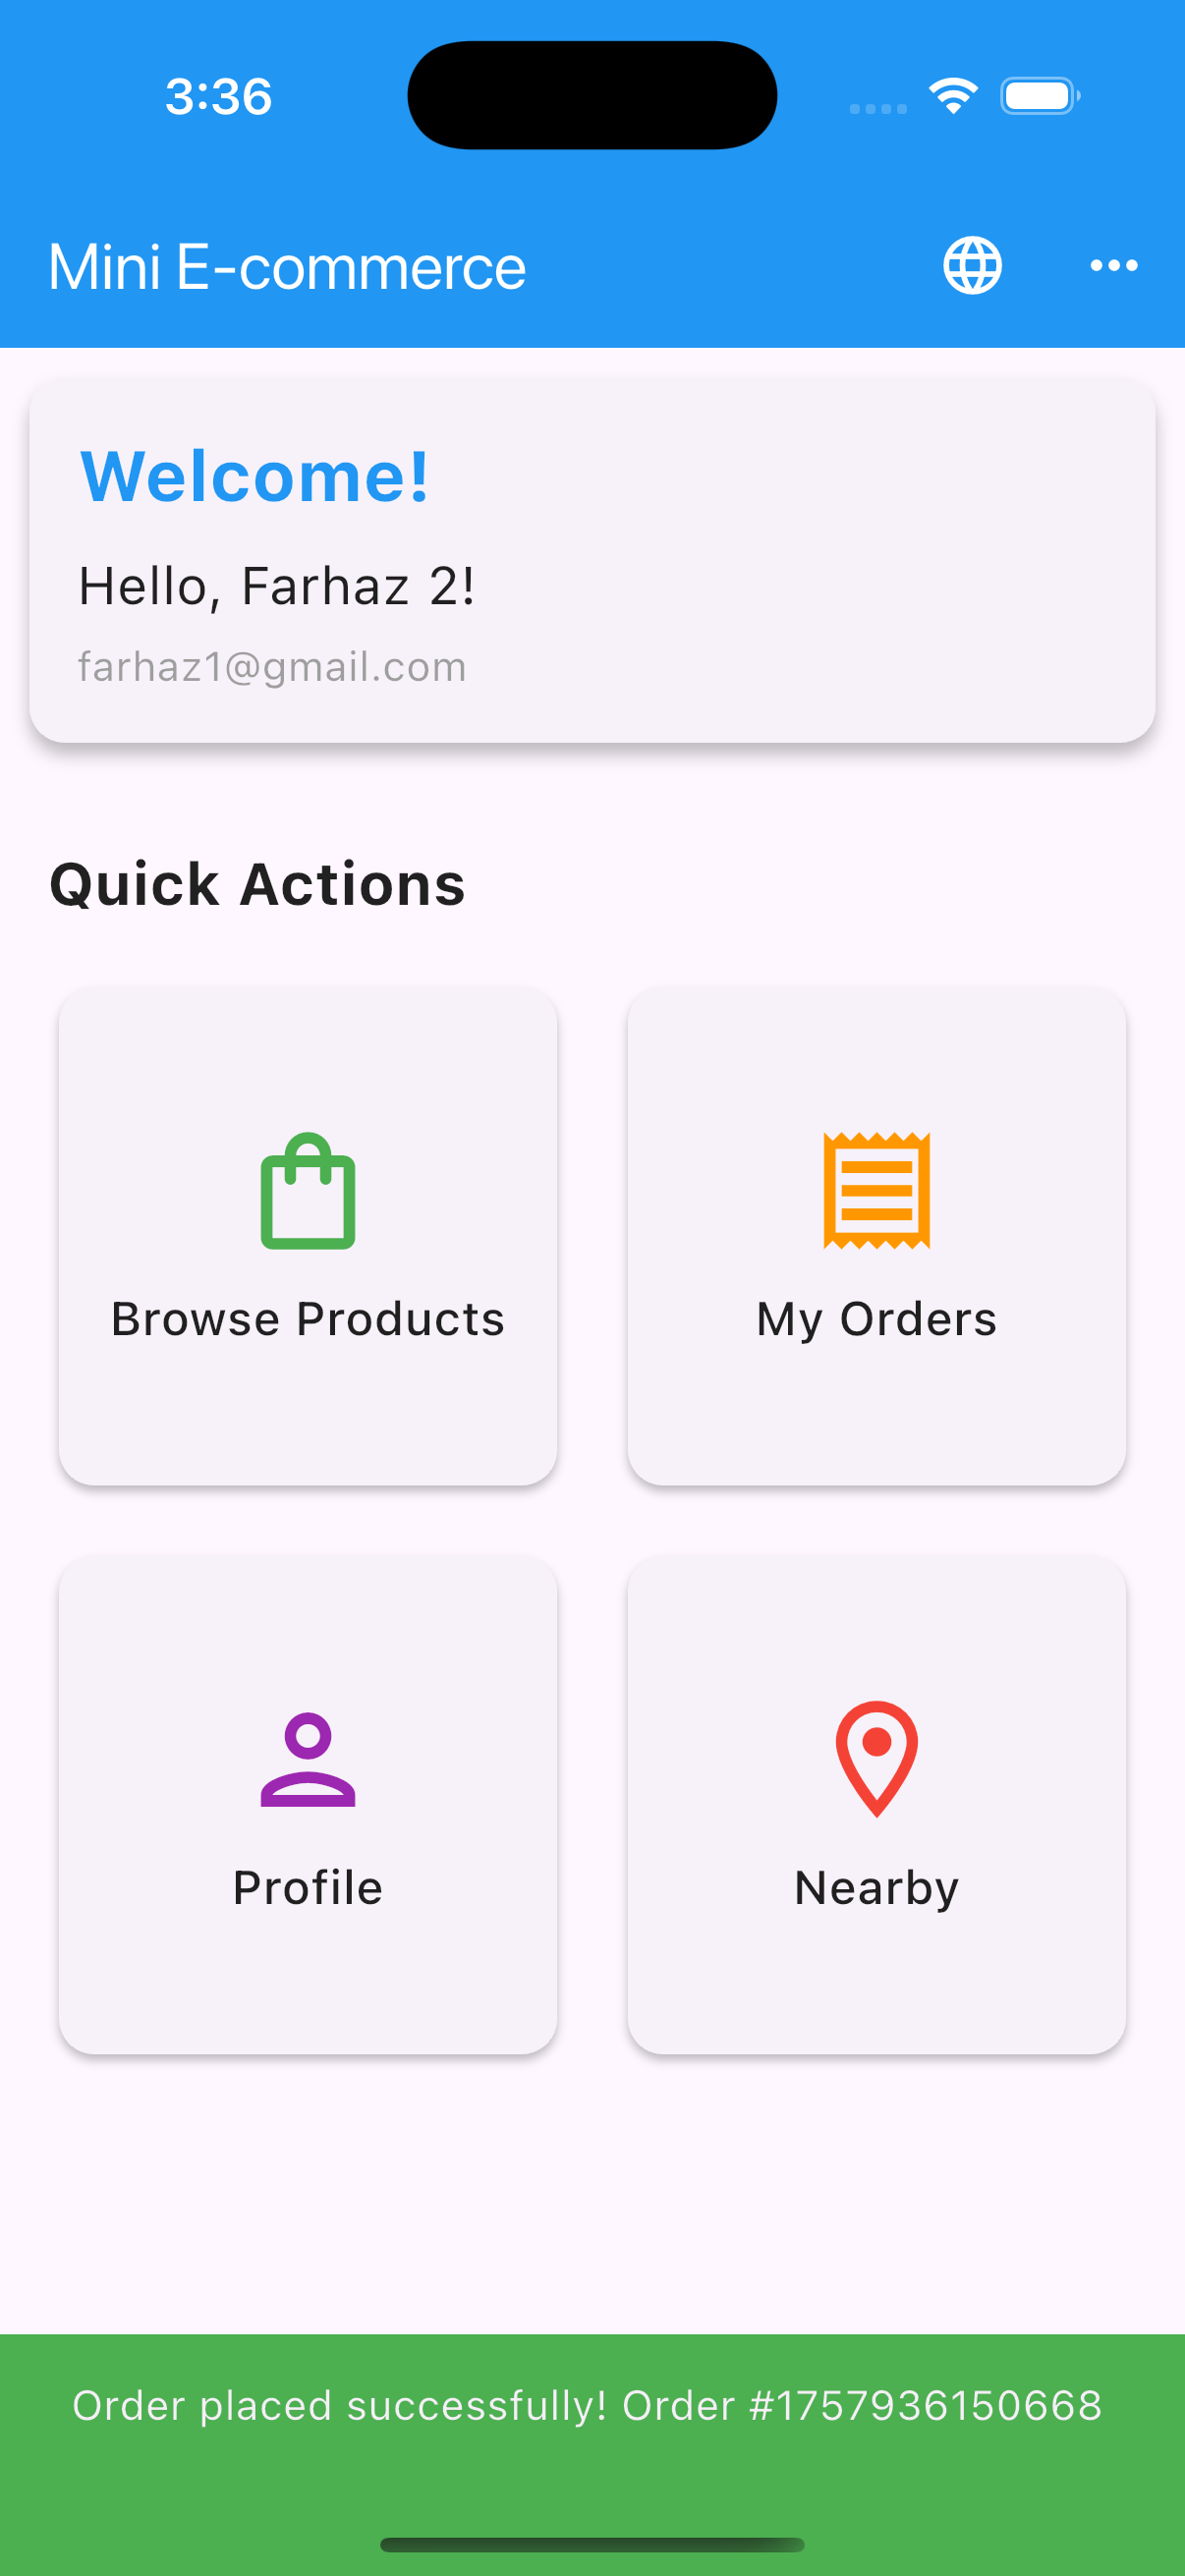 3:36
Mini E-commerce
Welcome!
Hello, Farhaz 2!
farhaz1@gmail.com
Quick Actions
Browse Products
My Orders
Profile
Nearby
Order placed successfully! Order #1757936150668